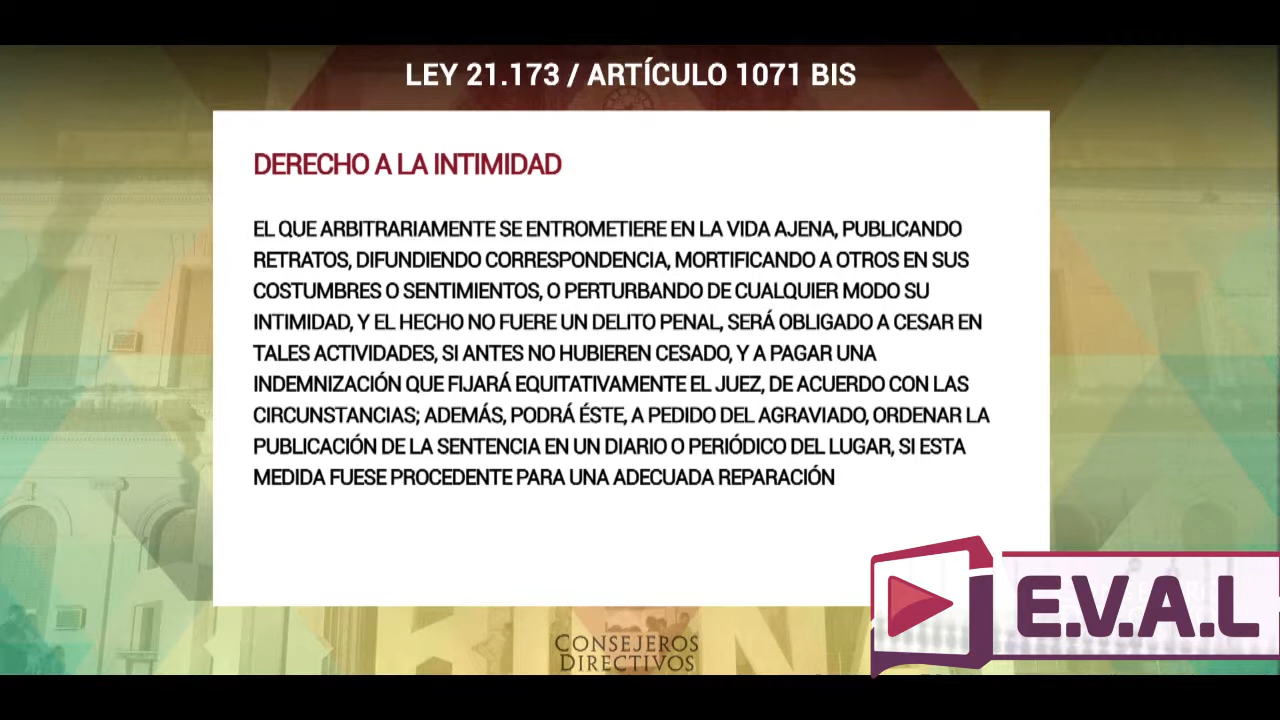 LEY 21.173 / ARTÍCULO 1071 BIS
DERECHO A LA INTIMIDAD
EL QUE ARBITRARIAMENTE SE ENTROMETIERE EN LA VIDA AJENA, PUBLICANDO
RETRATOS, DIFUNDIENDO CORRESPONDENCIA, MORTIFICANDO A OTROS EN SUS
COSTUMBRES O SENTIMIENTOS, O PERTURBANDO DE CUALQUIER MODO SU
INTIMIDAD, Y EL HECHO NO FUERE UN DELITO PENAL, SERÁ OBLIGADO A CESAR EN
TALES ACTIVIDADES, SI ANTES NO HUBIEREN CESADO, Y A PAGAR UNA
INDEMNIZACIÓN QUE FIJARÁ EQUITATIVAMENTE EL JUEZ, DE ACUERDO CON LAS
CIRCUNSTANCIAS; ADEMÁS, PODRÁ ÉSTE, A PEDIDO DEL AGRAVIADO, ORDENAR LA
PUBLICACIÓN DE LA SENTENCIA EN UN DIARIO O PERIÓDICO DEL LUGAR, SI ESTA
MEDIDA FUESE PROCEDENTE PARA UNA ADECUADA REPARACIÓN
E.V.A.L
CONSEJEROS
DIRECTIVOS